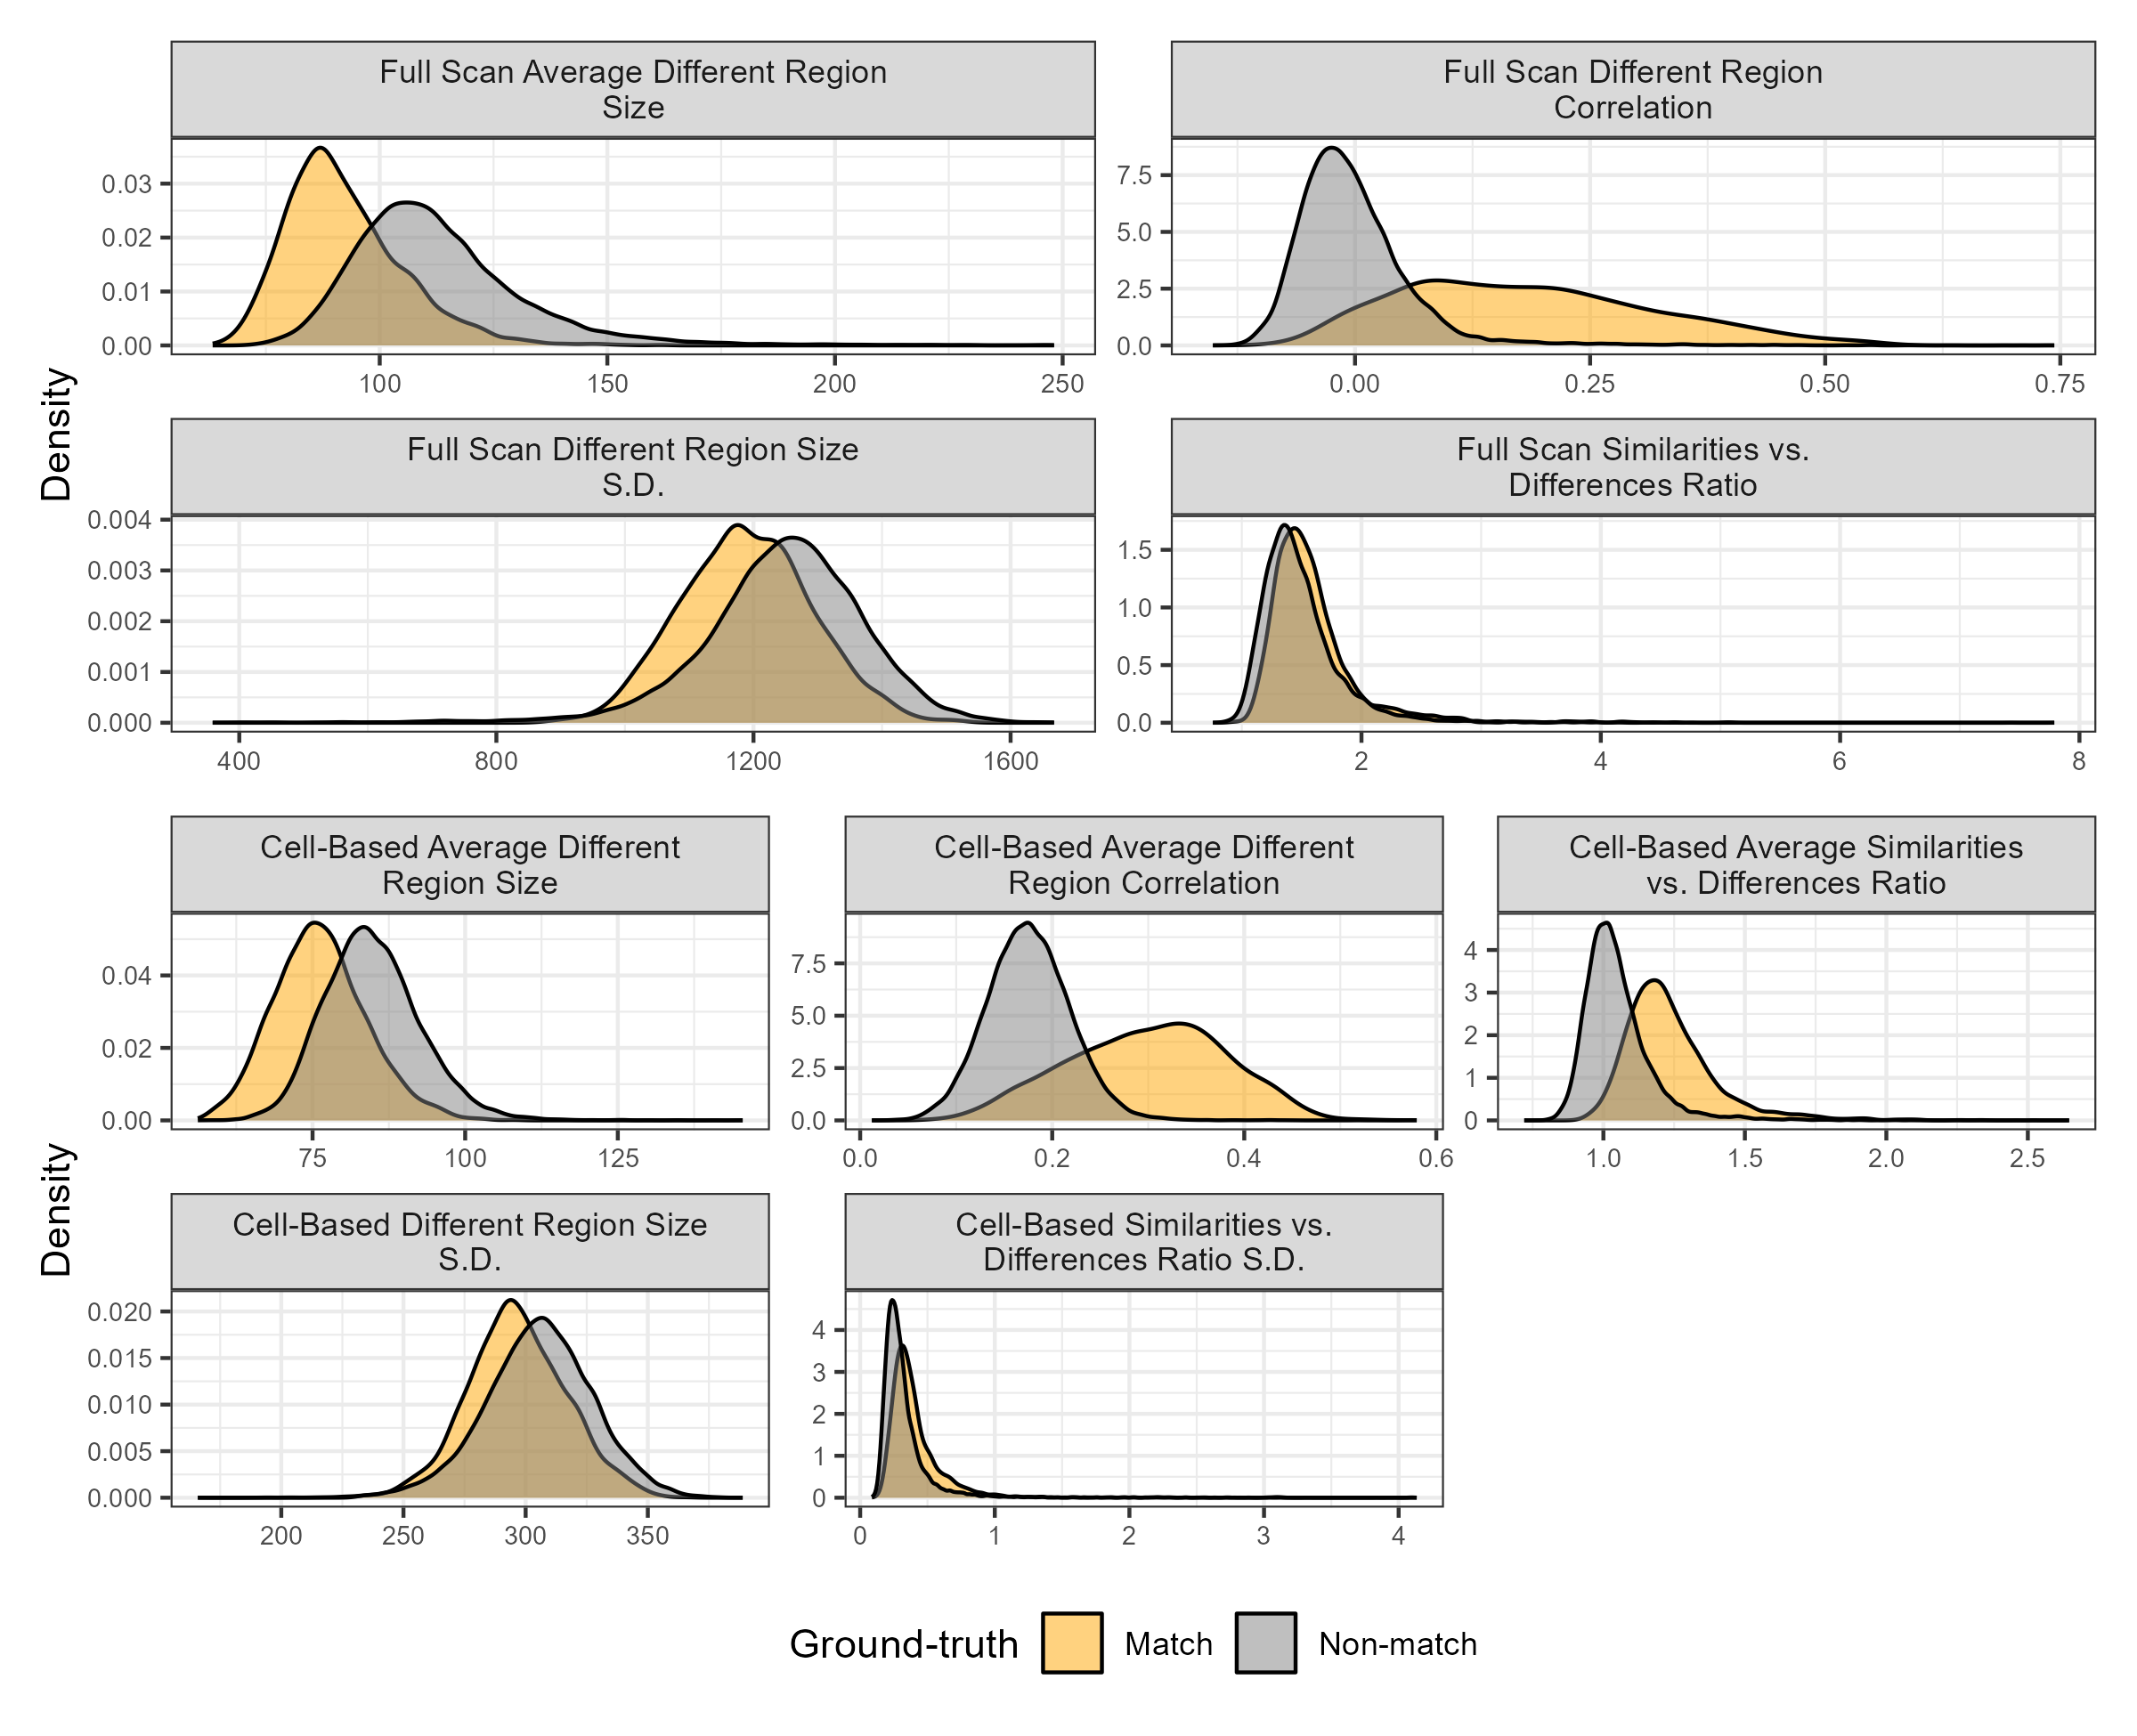 Full Scan Average Different Region
Size
Full Scan Different Region
Correlation
0.03
0.02
0.01
0.00
100 150 200 250
7.5
5.0
2.5
0.0
0.00 0.25 0.50 0.75
Density
Full Scan Different Region Size
S.D.
Full Scan Similarities vs.
Differences Ratio
0.004
0.003
0.002
0.001
0.000
400 800 1200 1600
1.5
1.0
0.5
0.0
2 4 6 8
Cell-Based Average Different
Region Size
Cell-Based Average Different
Region Correlation
Cell-Based Average Similarities
vs. Differences Ratio
0.04
0.02
0.00
75 100 125
7.5
5.0
2.5
0.0
0.0 0.2 0.4 0.6
4
3
2
1
0
1.0 1.5 2.0 2.5
Density
Cell-Based Different Region Size
S.D.
Cell-Based Similarities vs.
Differences Ratio S.D.
0.020
0.015
0.010
0.005
0.000
200 250 300 350
4
3
2
1
0
0 1 2 3 4
Ground-truth Match Non-match